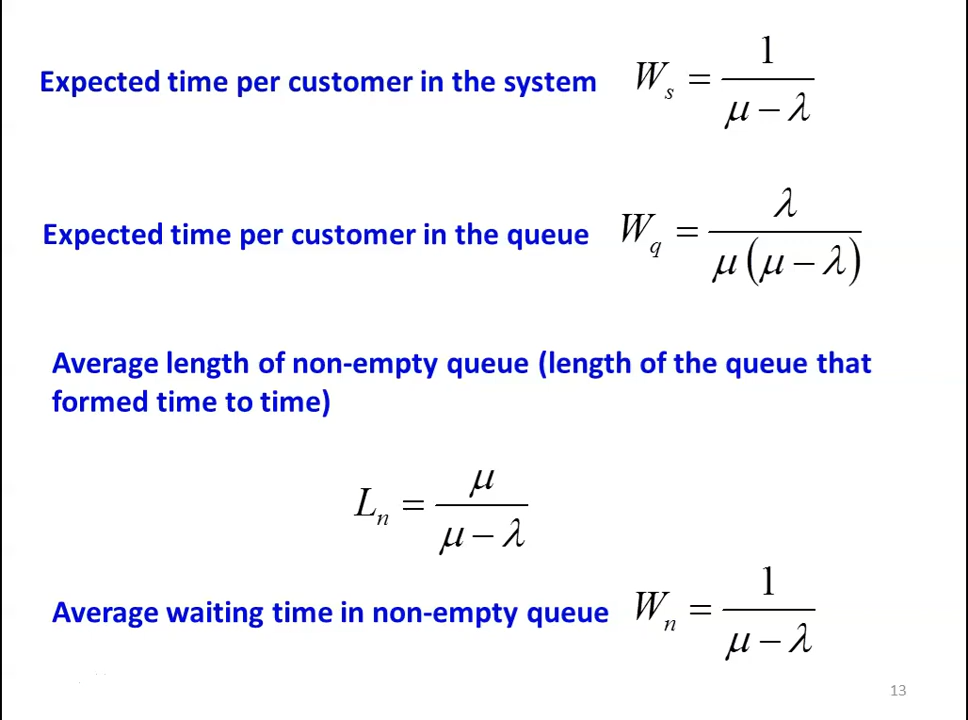 Expected time per customer in the system W_s = 1 / (μ − λ)
Expected time per customer in the queue W_q = λ / (μ(μ − λ))
Average length of non-empty queue (length of the queue that
formed time to time)
L_n = μ / (μ − λ)
Average waiting time in non-empty queue W_n = 1 / (μ − λ)
13